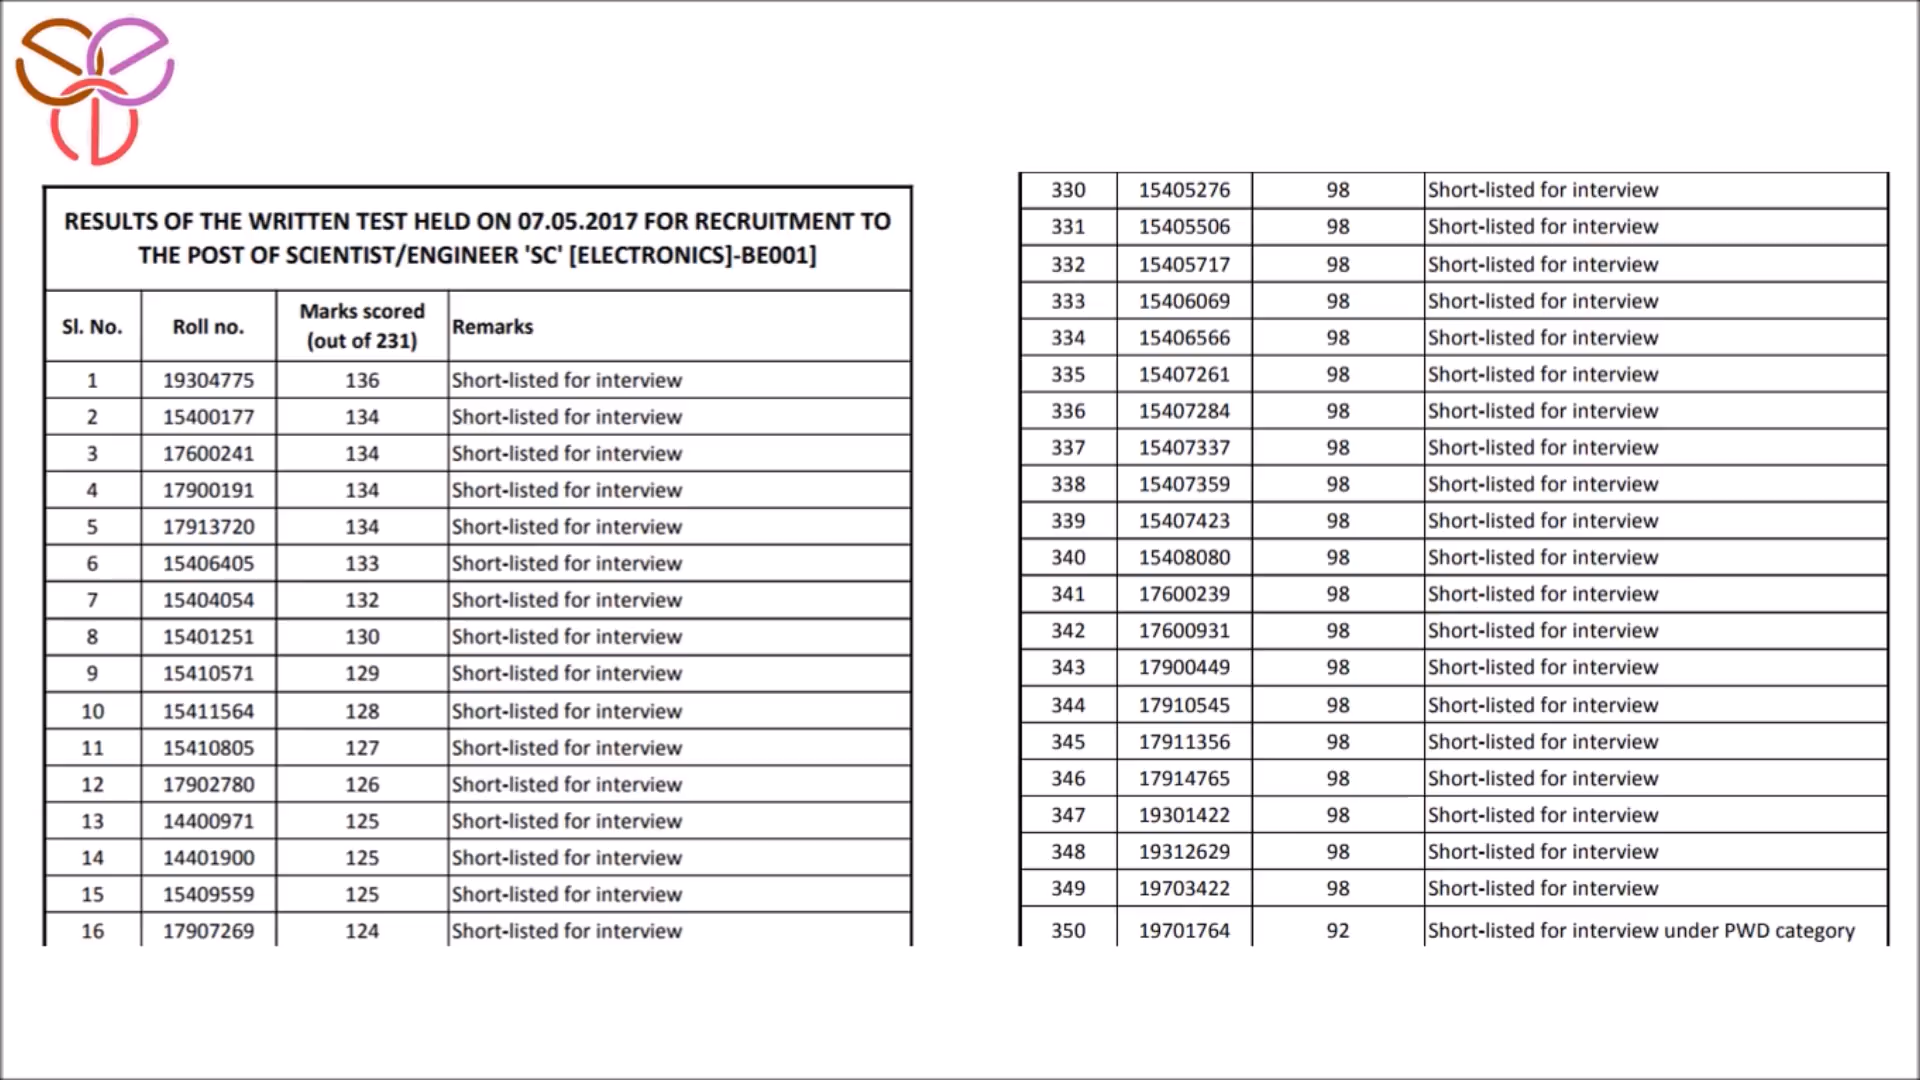 RESULTS OF THE WRITTEN TEST HELD ON 07.05.2017 FOR RECRUITMENT TO
THE POST OF SCIENTIST/ENGINEER 'SC' [ELECTRONICS]-BE001]
Sl. No. Roll no. Marks scored (out of 231) Remarks
1 19304775 136 Short-listed for interview
2 15400177 134 Short-listed for interview
3 17600241 134 Short-listed for interview
4 17900191 134 Short-listed for interview
5 17913720 134 Short-listed for interview
6 15406405 133 Short-listed for interview
7 15404054 132 Short-listed for interview
8 15401251 130 Short-listed for interview
9 15410571 129 Short-listed for interview
10 15411564 128 Short-listed for interview
11 15410805 127 Short-listed for interview
12 17902780 126 Short-listed for interview
13 14400971 125 Short-listed for interview
14 14401900 125 Short-listed for interview
15 15409559 125 Short-listed for interview
16 17907269 124 Short-listed for interview
330 15405276 98 Short-listed for interview
331 15405506 98 Short-listed for interview
332 15405717 98 Short-listed for interview
333 15406069 98 Short-listed for interview
334 15406566 98 Short-listed for interview
335 15407261 98 Short-listed for interview
336 15407284 98 Short-listed for interview
337 15407337 98 Short-listed for interview
338 15407359 98 Short-listed for interview
339 15407423 98 Short-listed for interview
340 15408080 98 Short-listed for interview
341 17600239 98 Short-listed for interview
342 17600931 98 Short-listed for interview
343 17900449 98 Short-listed for interview
344 17910545 98 Short-listed for interview
345 17911356 98 Short-listed for interview
346 17914765 98 Short-listed for interview
347 19301422 98 Short-listed for interview
348 19312629 98 Short-listed for interview
349 19703422 98 Short-listed for interview
350 19701764 92 Short-listed for interview under PWD category